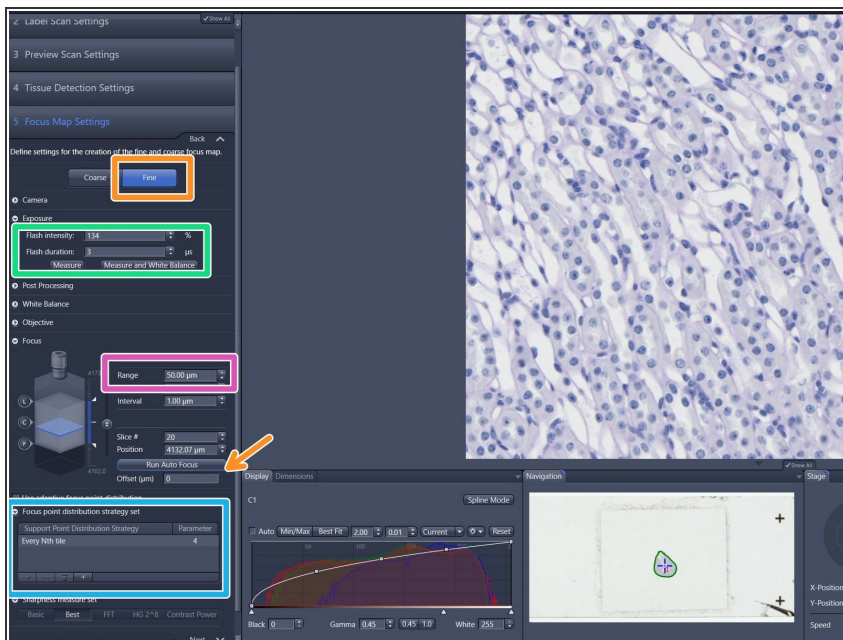 2 Label Scan Settings
Show All
3 Preview Scan Settings
4 Tissue Detection Settings
5 Focus Map Settings
Back
Define settings for the creation of the fine and coarse focus map.
Coarse Fine
Camera
Exposure
Flash intensity: 134 %
Flash duration: 3 µs
Measure Measure and White Balance
Post Processing
White Balance
Objective
Focus
Range 50.00 µm
Interval 1.00 µm
L
C
F
Slice # 20
Position 4132.07 µm
4102.0
Run Auto Focus
Offset (µm) 0
Use adaptive focus point distribution
Focus point distribution strategy set
Support Point Distribution Strategy Parameter
Every Nth tile 4
Sharpness measure set
Basic Best FFT HG 2^8 Contrast Power
Next
Display Dimensions
C1
Spline Mode
Auto Min/Max Best Fit 2.00 0.01 Current Reset
50 100
Black 0 Gamma 0.45 0.45 1.0 White 255
Show All
Navigation
Stage
X-Position
Y-Position
Speed